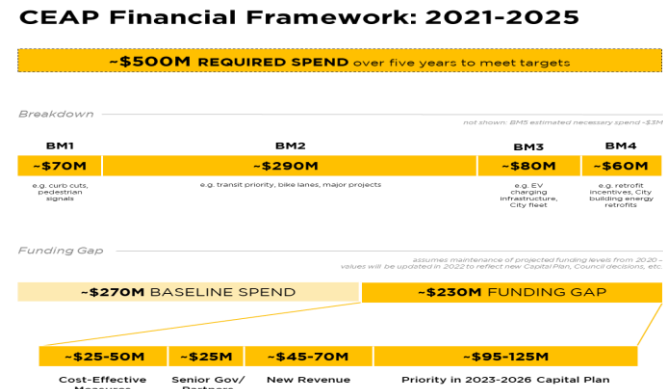 CEAP Financial Framework: 2021-2025
~$500M REQUIRED SPEND over five years to meet targets
Breakdown
not shown: BM5 estimated necessary spend ~$3M
BM1 BM2 BM3 BM4
~$70M ~$290M ~$80M ~$60M
e.g. curb cuts,
pedestrian
signals
e.g. transit priority, bike lanes, major projects
e.g. EV
charging
infrastructure,
City fleet
e.g. retrofit
incentives, City
building energy
retrofits
Funding Gap
assumes maintenance of projected funding levels from 2020 –
values will be updated in 2022 to reflect new Capital Plan, Council decisions, etc.
~$270M BASELINE SPEND ~$230M FUNDING GAP
~$25-50M ~$25M ~$45-70M ~$95-125M
Cost-Effective
Measures
Senior Gov/
Partners
New Revenue
Priority in 2023-2026 Capital Plan